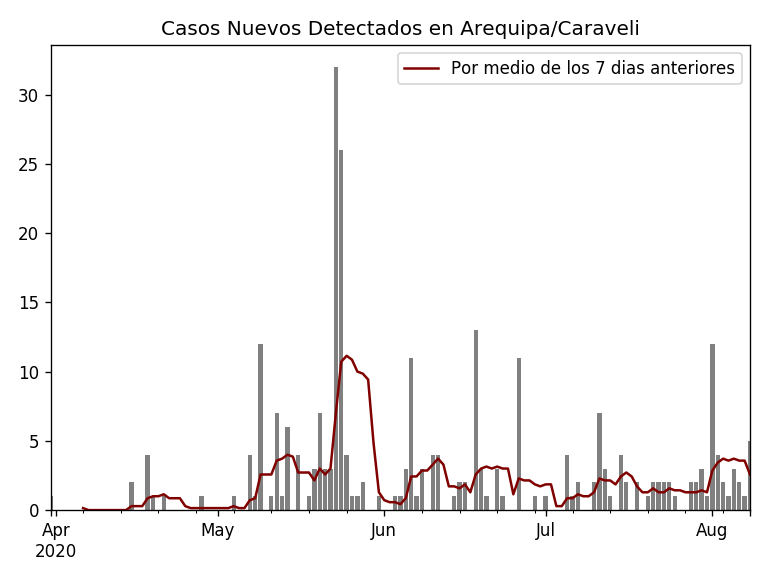 Casos Nuevos Detectados en Arequipa/Caraveli
Por medio de los 7 dias anteriores
30
25
20
15
10
5
0
Apr May Jun Jul Aug
2020